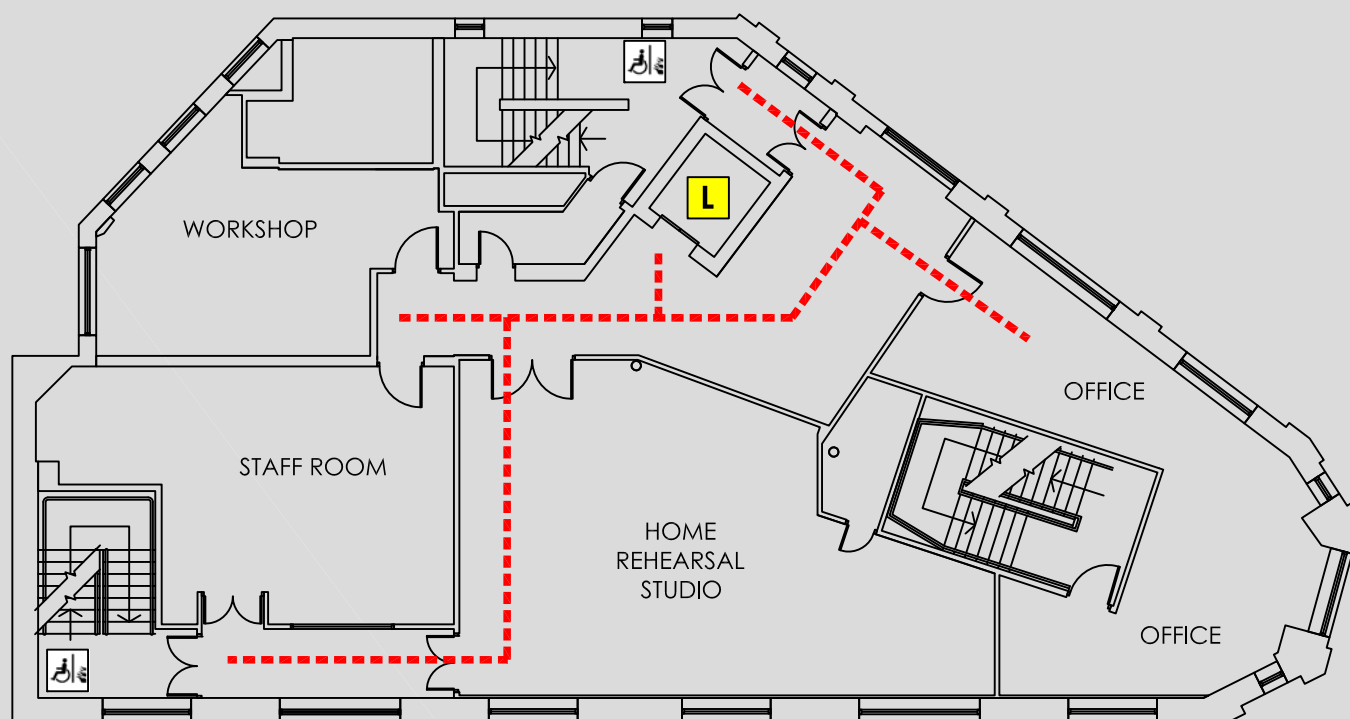 L
WORKSHOP
OFFICE
STAFF ROOM
HOME
REHEARSAL
STUDIO
OFFICE